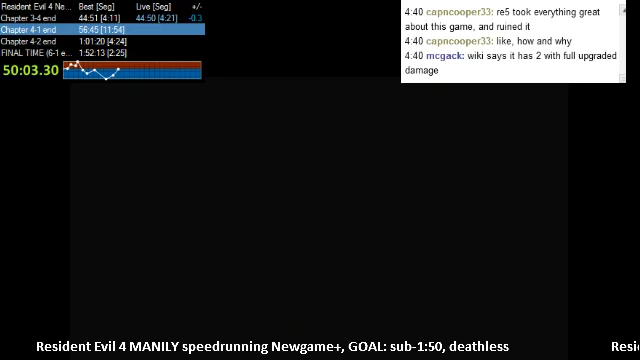 Resident Evil 4 Ne... Best [Seg] Live [Seg] +/-
Chapter 3-4 end 44:51 [4:11] 44:50 [4:21] -0.3
Chapter 4-1 end 56:45 [11:54]
Chapter 4-2 end 1:01:20 [4:24]
FINAL TIME (6-1 e... 1:52:13 [2:25]
50:03.30
4:40 capncooper33: re5 took everything great
about this game, and ruined it
4:40 capncooper33: like, how and why
4:40 mcgack: wiki says it has 2 with full upgraded
damage
Resident Evil 4 MANILY speedrunning Newgame+, GOAL: sub-1:50, deathless
Resi